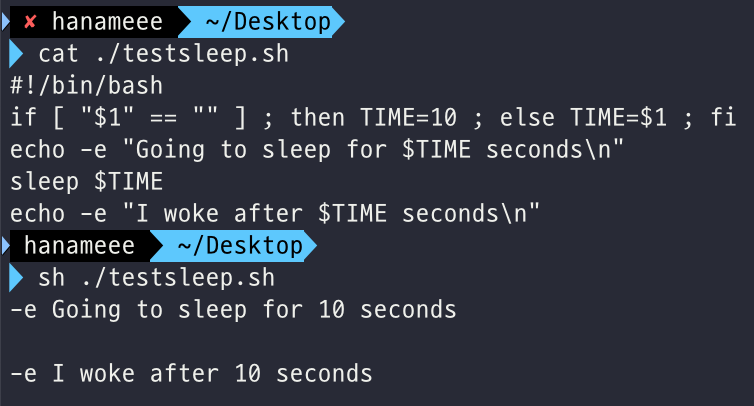 ✘ hanameee ~/Desktop
cat ./testsleep.sh
#!/bin/bash
if [ "$1" == "" ] ; then TIME=10 ; else TIME=$1 ; fi
echo -e "Going to sleep for $TIME seconds\n"
sleep $TIME
echo -e "I woke after $TIME seconds\n"
hanameee ~/Desktop
sh ./testsleep.sh
-e Going to sleep for 10 seconds
-e I woke after 10 seconds